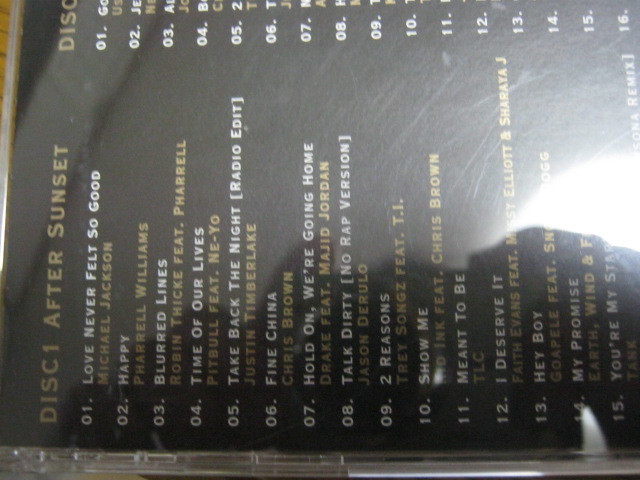 DISC1 AFTER SUNSET
01. LOVE NEVER FELT SO GOOD
MICHAEL JACKSON
02. HAPPY
PHARRELL WILLIAMS
03. BLURRED LINES
ROBIN THICKE FEAT. PHARRELL
04. TIME OF OUR LIVES
PITBULL FEAT. NE-YO
05. TAKE BACK THE NIGHT [RADIO EDIT]
JUSTIN TIMBERLAKE
06. FINE CHINA
CHRIS BROWN
07. HOLD ON, WE'RE GOING HOME
DRAKE FEAT. MAJID JORDAN
08. TALK DIRTY [NO RAP VERSION]
JASON DERULO
09. 2 REASONS
TREY SONGZ FEAT. T.I.
10. SHOW ME
INK FEAT. CHRIS BROWN
11. MEANT TO BE
TLC
12. I DESERVE IT
FAITH EVANS FEAT. MISSY ELLIOTT & SHARAYA J
13. HEY BOY
GOAPELE FEAT.
14. MY PROMISE
EARTH, WIND &
15. YOU'RE MY
TANK
REMIX]
DISC
01.
02.
03.
04.
05. 2
06.
07.
08.
09.
10.
11.
12.
13.
14.
15.
16.